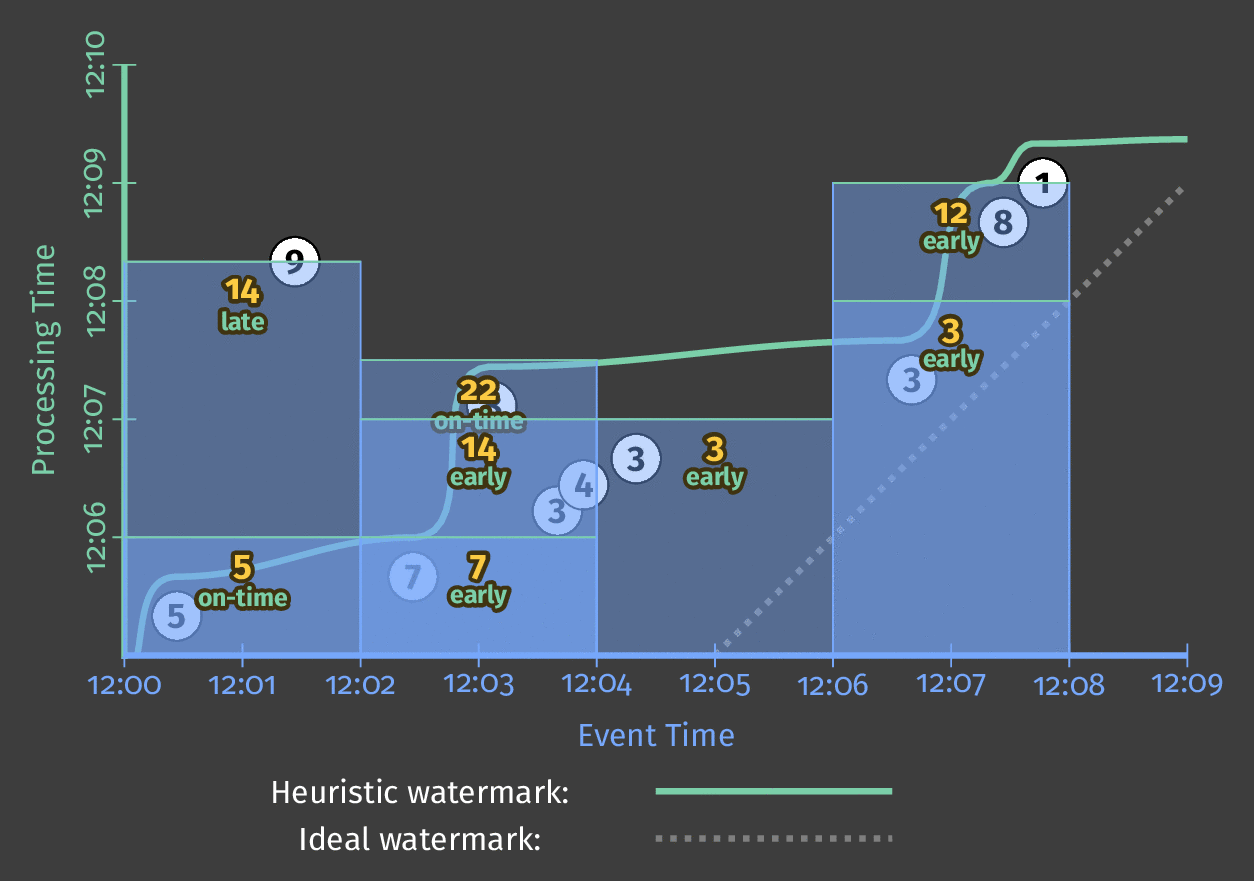 12:10
12:09
12:08
12:07
12:06
Processing Time
1
12
early
8
9
14
late
3
early
3
22
on-time
14
early
3
3
early
4
3
5
on-time
7
7
early
5
12:00 12:01 12:02 12:03 12:04 12:05 12:06 12:07 12:08 12:09
Event Time
Heuristic watermark:
Ideal watermark: